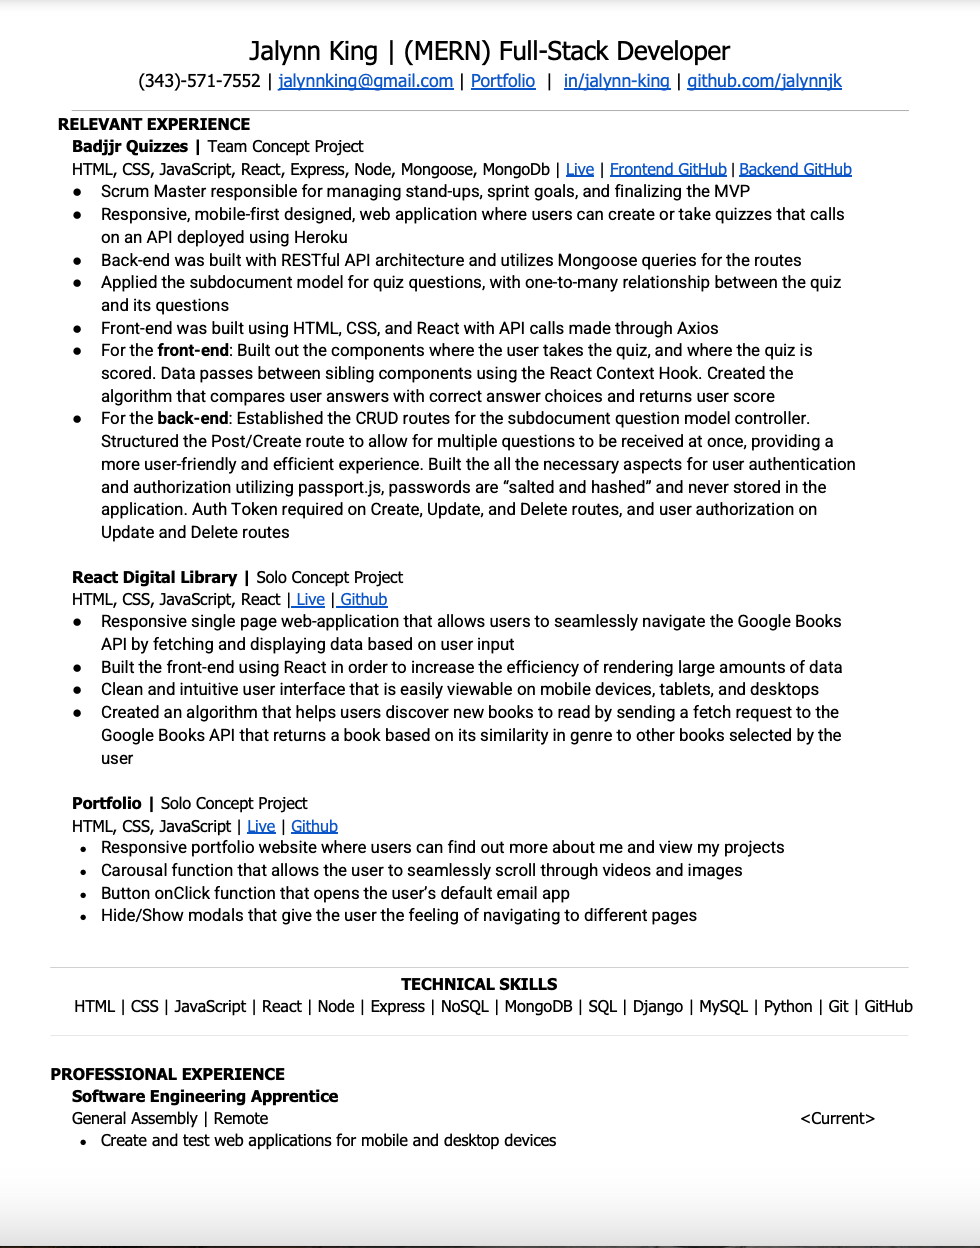 Jalynn King | (MERN) Full-Stack Developer
(343)-571-7552 | jalynnking@gmail.com | Portfolio | in/jalynn-king | github.com/jalynnjk
RELEVANT EXPERIENCE
Badjjr Quizzes | Team Concept Project
HTML, CSS, JavaScript, React, Express, Node, Mongoose, MongoDb | Live | Frontend GitHub | Backend GitHub
● Scrum Master responsible for managing stand-ups, sprint goals, and finalizing the MVP
● Responsive, mobile-first designed, web application where users can create or take quizzes that calls
on an API deployed using Heroku
● Back-end was built with RESTful API architecture and utilizes Mongoose queries for the routes
● Applied the subdocument model for quiz questions, with one-to-many relationship between the quiz
and its questions
● Front-end was built using HTML, CSS, and React with API calls made through Axios
● For the front-end: Built out the components where the user takes the quiz, and where the quiz is
scored. Data passes between sibling components using the React Context Hook. Created the
algorithm that compares user answers with correct answer choices and returns user score
● For the back-end: Established the CRUD routes for the subdocument question model controller.
Structured the Post/Create route to allow for multiple questions to be received at once, providing a
more user-friendly and efficient experience. Built the all the necessary aspects for user authentication
and authorization utilizing passport.js, passwords are “salted and hashed” and never stored in the
application. Auth Token required on Create, Update, and Delete routes, and user authorization on
Update and Delete routes
React Digital Library | Solo Concept Project
HTML, CSS, JavaScript, React | Live | Github
● Responsive single page web-application that allows users to seamlessly navigate the Google Books
API by fetching and displaying data based on user input
● Built the front-end using React in order to increase the efficiency of rendering large amounts of data
● Clean and intuitive user interface that is easily viewable on mobile devices, tablets, and desktops
● Created an algorithm that helps users discover new books to read by sending a fetch request to the
Google Books API that returns a book based on its similarity in genre to other books selected by the
user
Portfolio | Solo Concept Project
HTML, CSS, JavaScript | Live | Github
• Responsive portfolio website where users can find out more about me and view my projects
• Carousal function that allows the user to seamlessly scroll through videos and images
• Button onClick function that opens the user’s default email app
• Hide/Show modals that give the user the feeling of navigating to different pages
TECHNICAL SKILLS
HTML | CSS | JavaScript | React | Node | Express | NoSQL | MongoDB | SQL | Django | MySQL | Python | Git | GitHub
PROFESSIONAL EXPERIENCE
Software Engineering Apprentice
General Assembly | Remote <Current>
• Create and test web applications for mobile and desktop devices